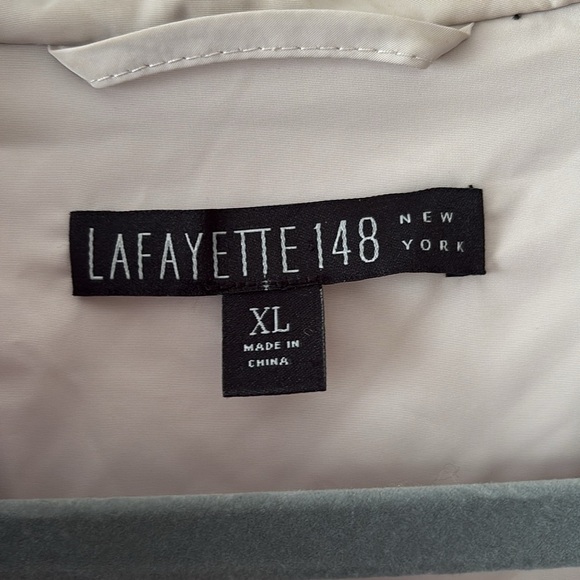 LAFAYETTE 148 NEW YORK
XL
MADE IN
CHINA